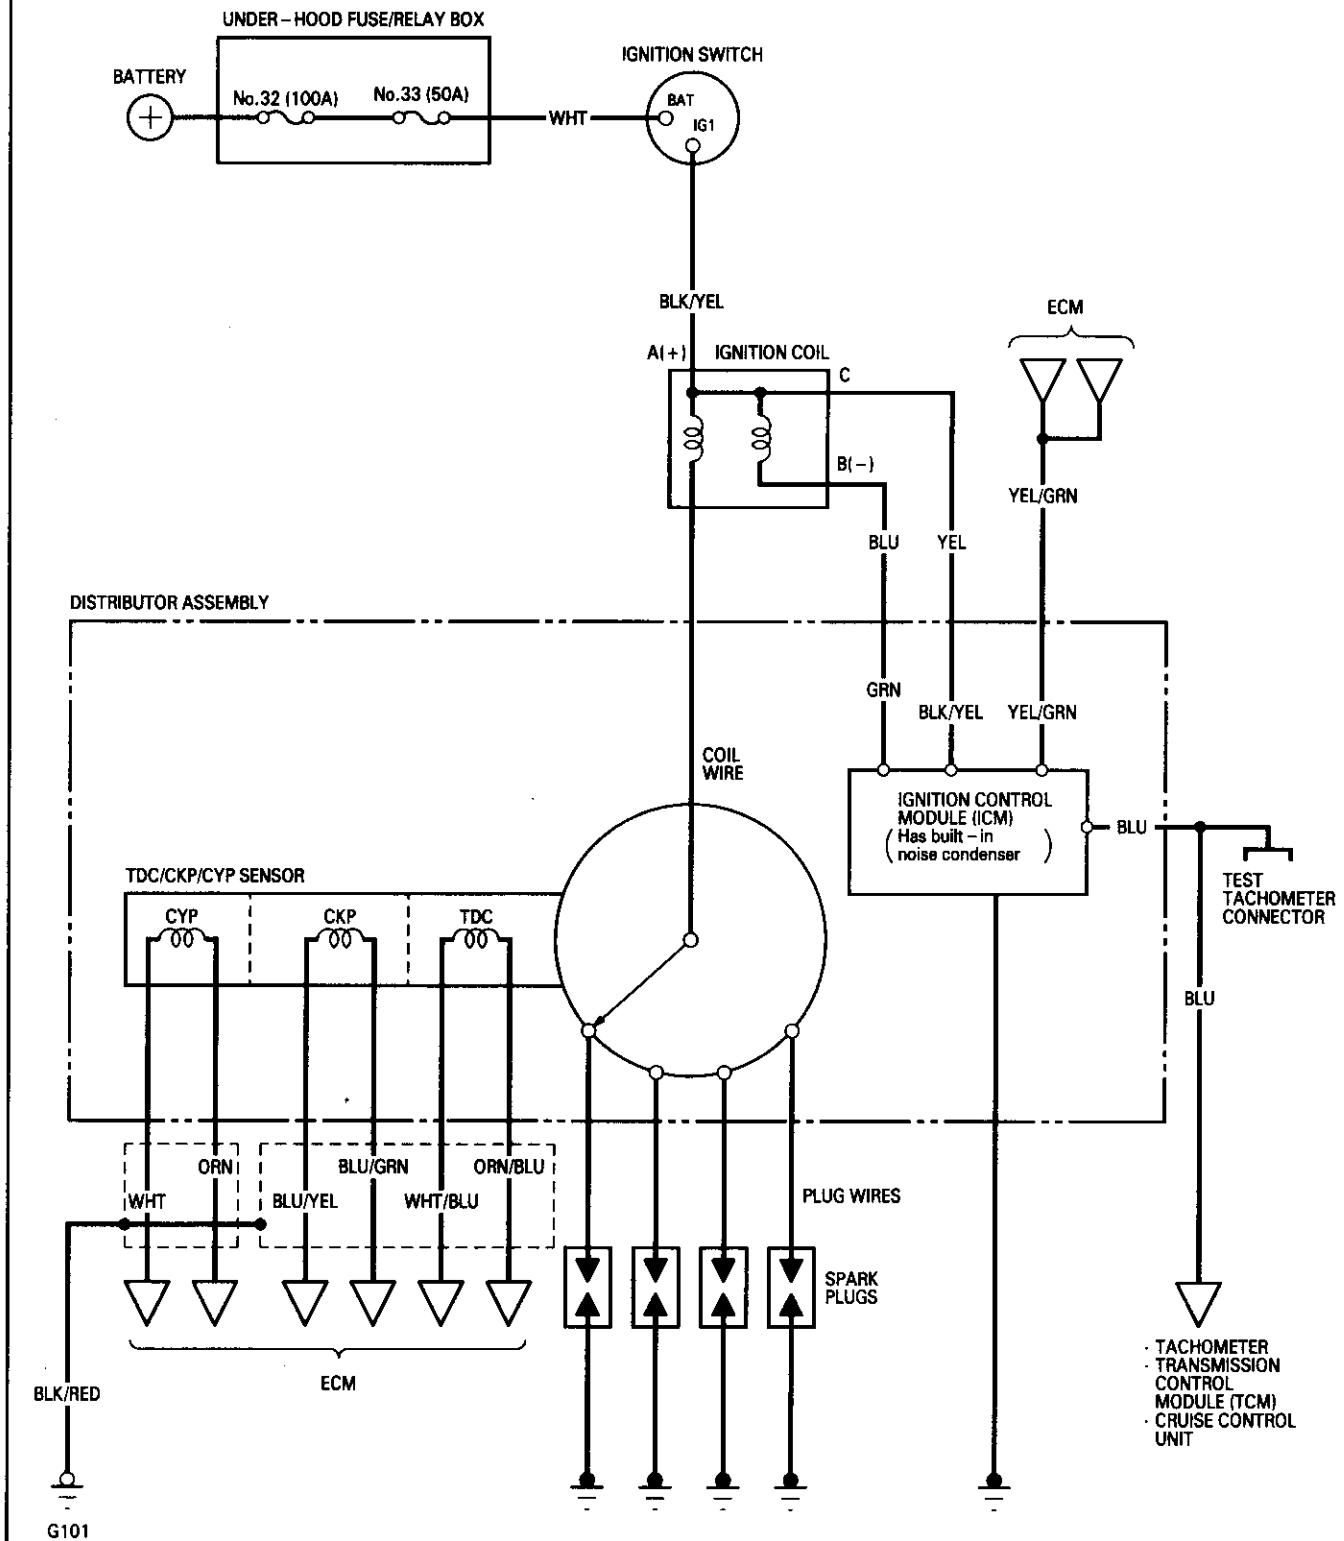 UNDER-HOOD FUSE/RELAY BOX
IGNITION SWITCH
BATTERY
No.32 (100A)
No.33 (50A)
+
WHT
BAT
IG1
BLK/YEL
ECM
A(+)
IGNITION COIL
C
B(-)
YEL/GRN
BLU
YEL
DISTRIBUTOR ASSEMBLY
GRN
BLK/YEL
YEL/GRN
COIL
WIRE
IGNITION CONTROL
MODULE (ICM)
(Has built-in
noise condenser)
BLU
TEST
TACHOMETER
CONNECTOR
TDC/CKP/CYP SENSOR
CYP
CKP
TDC
BLU
ORN
BLU/GRN
ORN/BLU
WHT
BLU/YEL
WHT/BLU
PLUG WIRES
SPARK
PLUGS
ECM
BLK/RED
· TACHOMETER
· TRANSMISSION
CONTROL
MODULE (TCM)
· CRUISE CONTROL
UNIT
G101